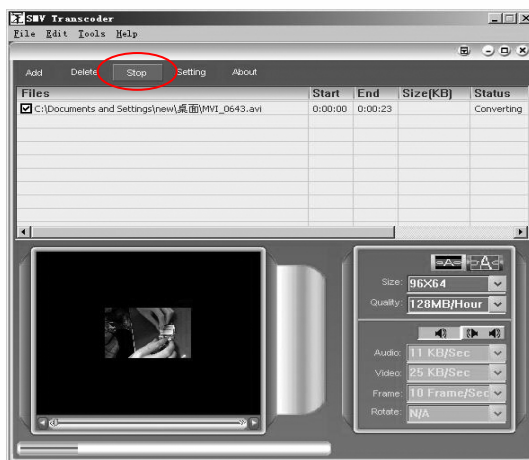 SMV Transcoder
File Edit Tools Help
Add Delete Stop Setting About
Files Start End Size(KB) Status
C:\Documents and Settings\new\桌面\MVI_0643.avi 0:00:00 0:00:23 Converting
Size: 96X64
Quality: 128MB/Hour
Audio: 11 KB/Sec
Video: 25 KB/Sec
Frame: 10 Frame/Sec
Rotate: N/A